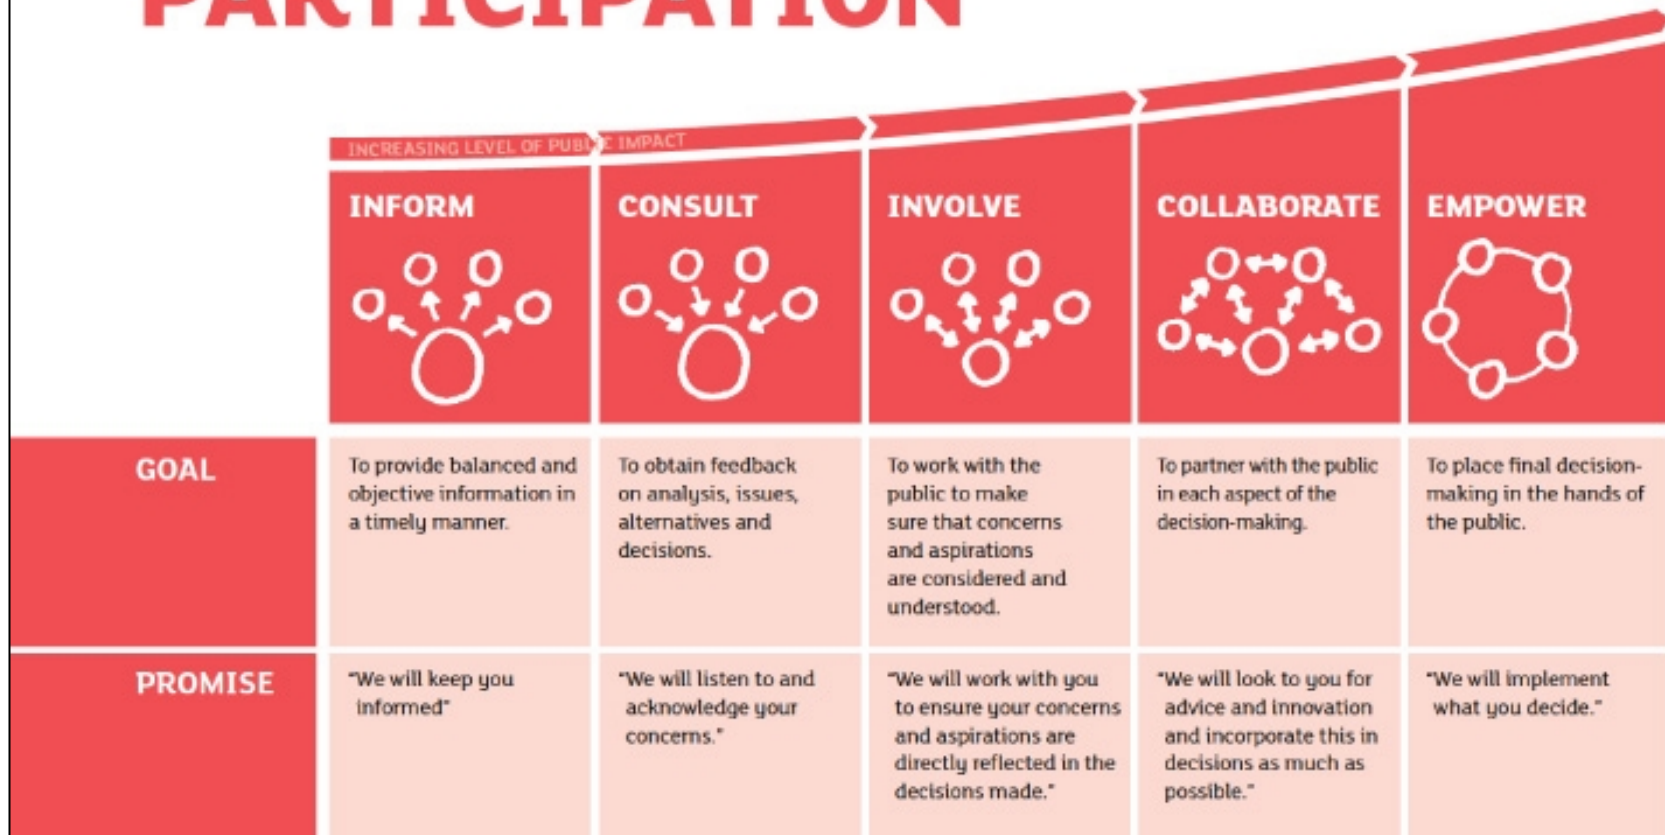 PARTICIPATION
INCREASING LEVEL OF PUBLIC IMPACT
INFORM
CONSULT
INVOLVE
COLLABORATE
EMPOWER
GOAL
To provide balanced and
objective information in
a timely manner.
To obtain feedback
on analysis, issues,
alternatives and
decisions.
To work with the
public to make
sure that concerns
and aspirations
are considered and
understood.
To partner with the public
in each aspect of the
decision-making.
To place final decision-
making in the hands of
the public.
PROMISE
“We will keep you
informed”
“We will listen to and
acknowledge your
concerns.”
“We will work with you
to ensure your concerns
and aspirations are
directly reflected in the
decisions made.”
“We will look to you for
advice and innovation
and incorporate this in
decisions as much as
possible.”
“We will implement
what you decide.”